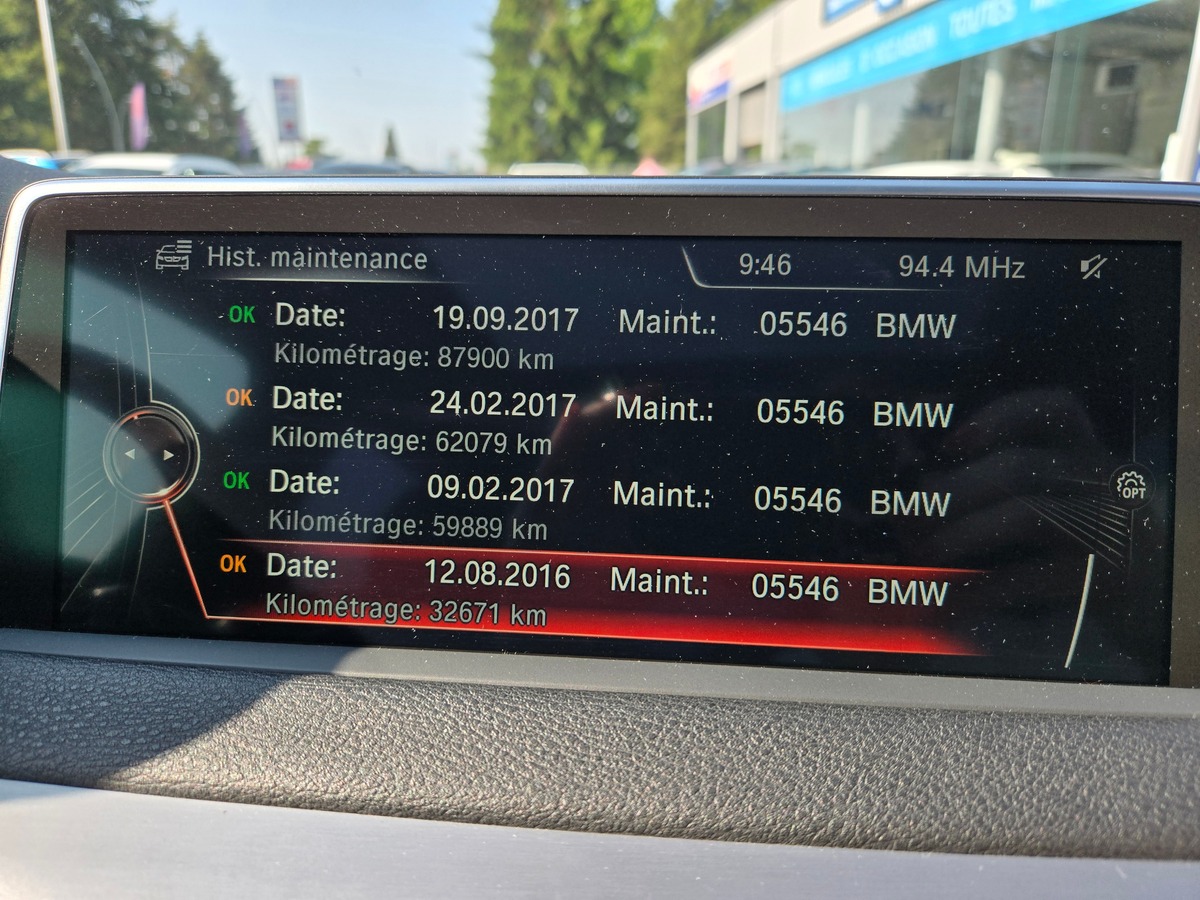 OCCASION TOUTES
Hist. maintenance 9:46 94.4 MHz
OK Date: 19.09.2017 Maint.: 05546 BMW
Kilométrage: 87900 km
OK Date: 24.02.2017 Maint.: 05546 BMW
Kilométrage: 62079 km
OK Date: 09.02.2017 Maint.: 05546 BMW
Kilométrage: 59889 km
OPT
OK Date: 12.08.2016 Maint.: 05546 BMW
Kilométrage: 32671 km